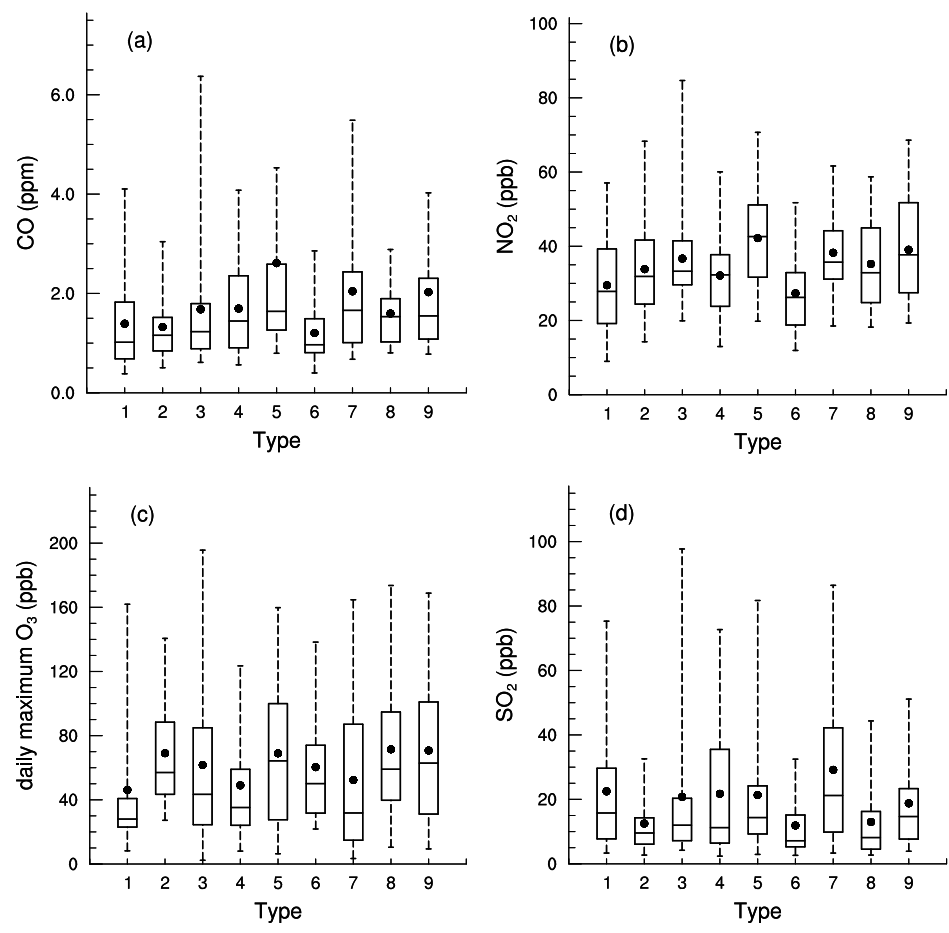 (a)
CO (ppm)
6.0
4.0
2.0
0.0
1 2 3 4 5 6 7 8 9
Type
(b)
NO₂ (ppb)
100
80
60
40
20
0
1 2 3 4 5 6 7 8 9
Type
(c)
daily maximum O₃ (ppb)
200
160
120
80
40
0
1 2 3 4 5 6 7 8 9
Type
(d)
SO₂ (ppb)
100
80
60
40
20
0
1 2 3 4 5 6 7 8 9
Type